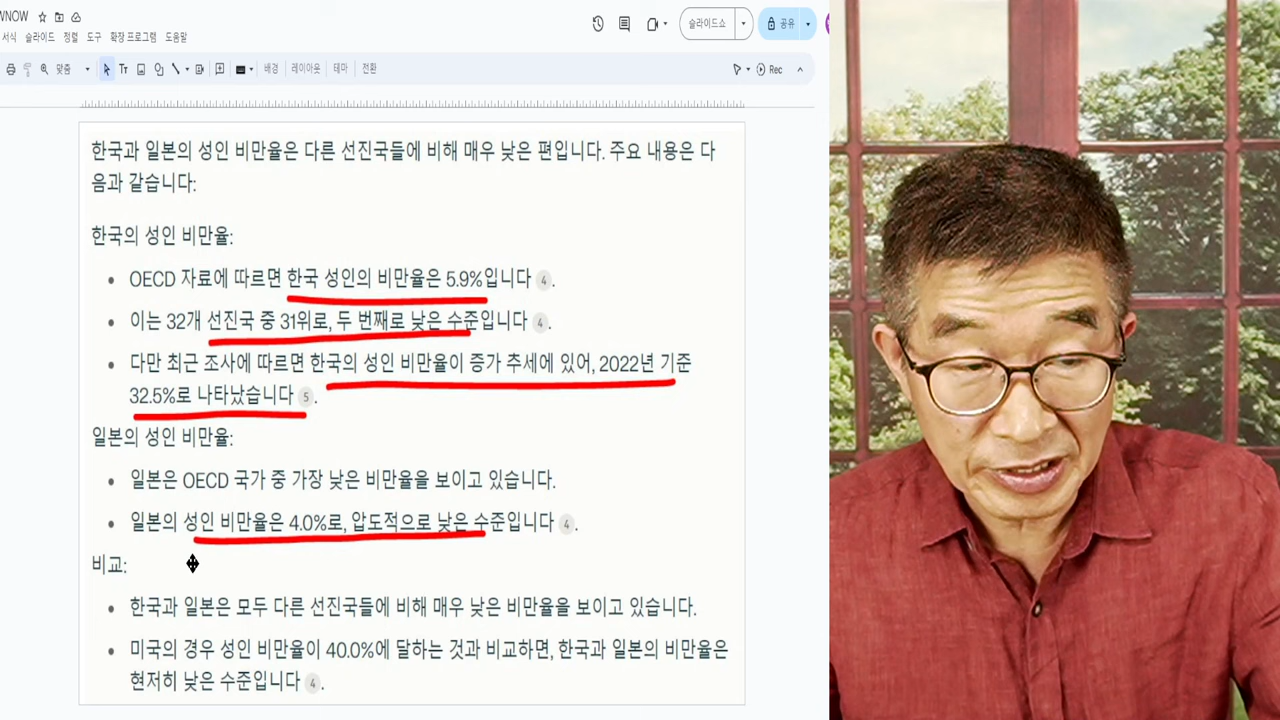 WNOW
서식 슬라이드 정렬 도구 확장 프로그램 도움말
슬라이드쇼
공유
맞춤
Tт
배경
레이아웃
테마
전환
Rec
한국과 일본의 성인 비만율은 다른 선진국들에 비해 매우 낮은 편입니다. 주요 내용은 다
음과 같습니다:
한국의 성인 비만율:
• OECD 자료에 따르면 한국 성인의 비만율은 5.9%입니다 4.
• 이는 32개 선진국 중 31위로, 두 번째로 낮은 수준입니다 4.
• 다만 최근 조사에 따르면 한국의 성인 비만율이 증가 추세에 있어, 2022년 기준
32.5%로 나타났습니다 5.
일본의 성인 비만율:
• 일본은 OECD 국가 중 가장 낮은 비만율을 보이고 있습니다.
• 일본의 성인 비만율은 4.0%로, 압도적으로 낮은 수준입니다 4.
비교:
• 한국과 일본은 모두 다른 선진국들에 비해 매우 낮은 비만율을 보이고 있습니다.
• 미국의 경우 성인 비만율이 40.0%에 달하는 것과 비교하면, 한국과 일본의 비만율은
현저히 낮은 수준입니다 4.